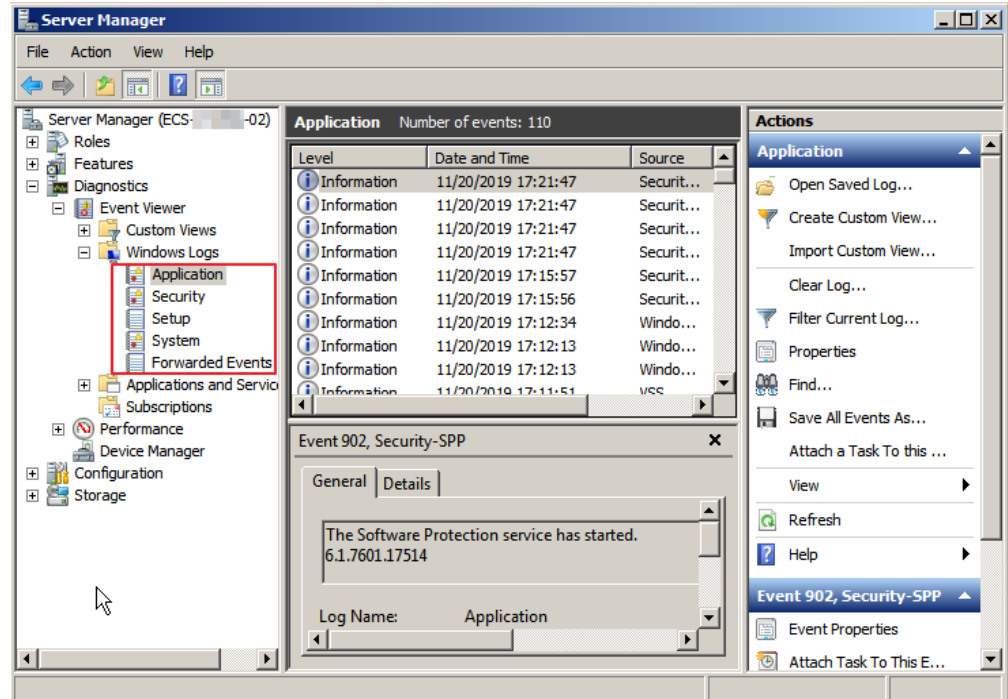 Server Manager
File Action View Help
Server Manager (ECS- -02)
Roles
Features
Diagnostics
Event Viewer
Custom Views
Windows Logs
Application
Security
Setup
System
Forwarded Events
Applications and Service
Subscriptions
Performance
Device Manager
Configuration
Storage
Application Number of events: 110
Level Date and Time Source
Information 11/20/2019 17:21:47 Securit...
Information 11/20/2019 17:21:47 Securit...
Information 11/20/2019 17:21:47 Securit...
Information 11/20/2019 17:21:47 Securit...
Information 11/20/2019 17:15:57 Securit...
Information 11/20/2019 17:15:56 Securit...
Information 11/20/2019 17:12:34 Windo...
Information 11/20/2019 17:12:13 Windo...
Information 11/20/2019 17:12:13 Windo...
Information 11/20/2019 17:11:51 VSS
Event 902, Security-SPP
General Details
The Software Protection service has started.
6.1.7601.17514
Log Name: Application
Actions
Application
Open Saved Log...
Create Custom View...
Import Custom View...
Clear Log...
Filter Current Log...
Properties
Find...
Save All Events As...
Attach a Task To this ...
View
Refresh
Help
Event 902, Security-SPP
Event Properties
Attach Task To This E...